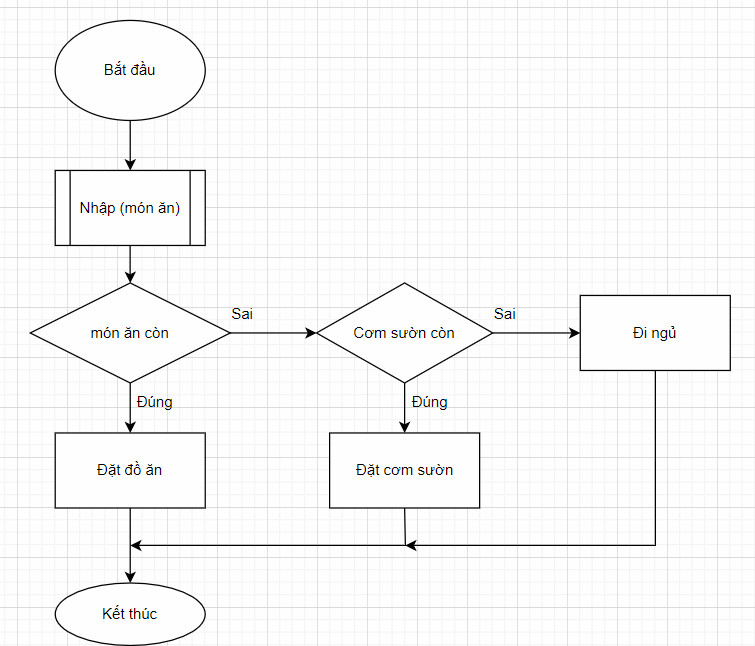 Bắt đầu
Nhập (món ăn)
món ăn còn
Sai
Cơm sườn còn
Sai
Đi ngủ
Đúng
Đúng
Đặt đồ ăn
Đặt cơm sườn
Kết thúc